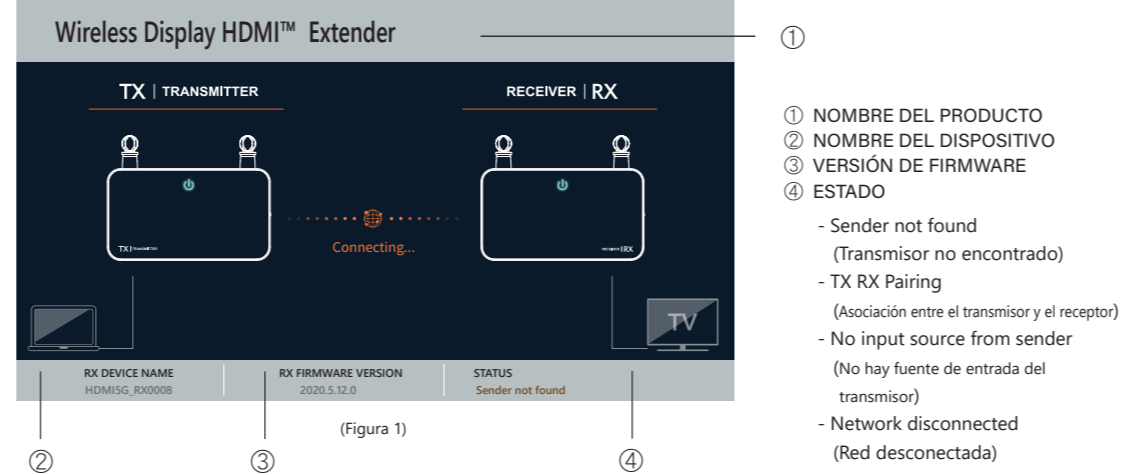 Wireless Display HDMI™ Extender
①
TX | TRANSMITTER
RECEIVER | RX
Connecting...
TX | TRANSMITTER
RECEIVER | RX
TV
RX DEVICE NAME
HDMI5G_RX0008
RX FIRMWARE VERSION
2020.5.12.0
STATUS
Sender not found
(Figura 1)
②
③
④
① NOMBRE DEL PRODUCTO
② NOMBRE DEL DISPOSITIVO
③ VERSIÓN DE FIRMWARE
④ ESTADO
- Sender not found
(Transmisor no encontrado)
- TX RX Pairing
(Asociación entre el transmisor y el receptor)
- No input source from sender
(No hay fuente de entrada del
transmisor)
- Network disconnected
(Red desconectada)